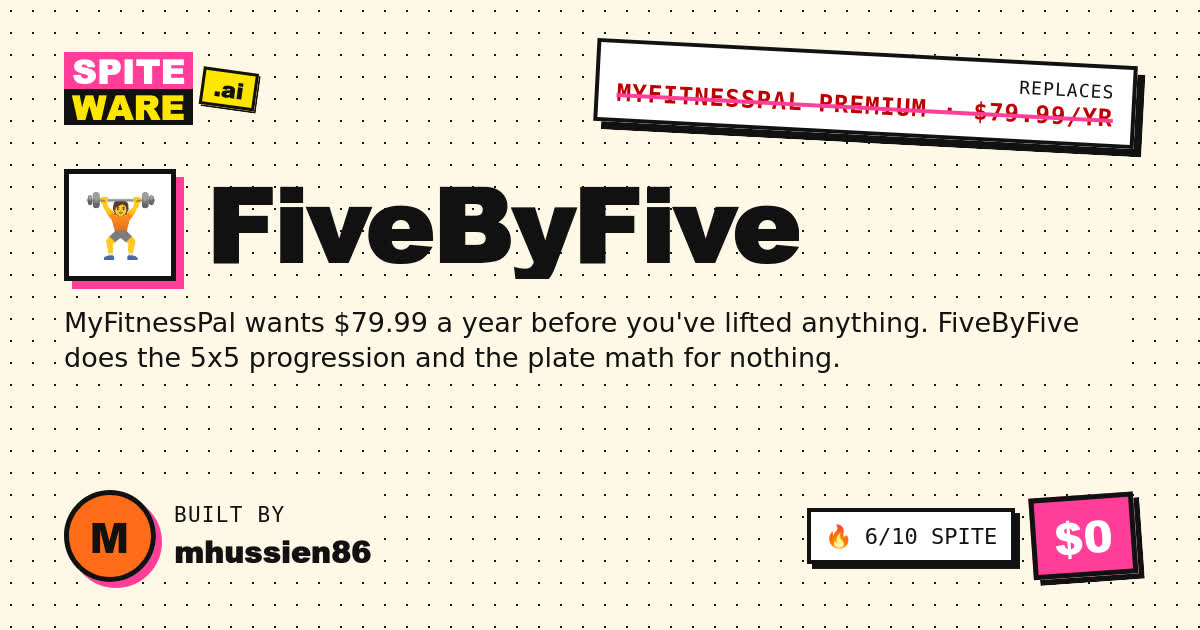 SPITE
WARE
.ai
REPLACES
MYFITNESSPAL PREMIUM · $79.99/YR
FiveByFive
MyFitnessPal wants $79.99 a year before you've lifted anything. FiveByFive
does the 5x5 progression and the plate math for nothing.
M
BUILT BY
mhussien86
🔥 6/10 SPITE
$0